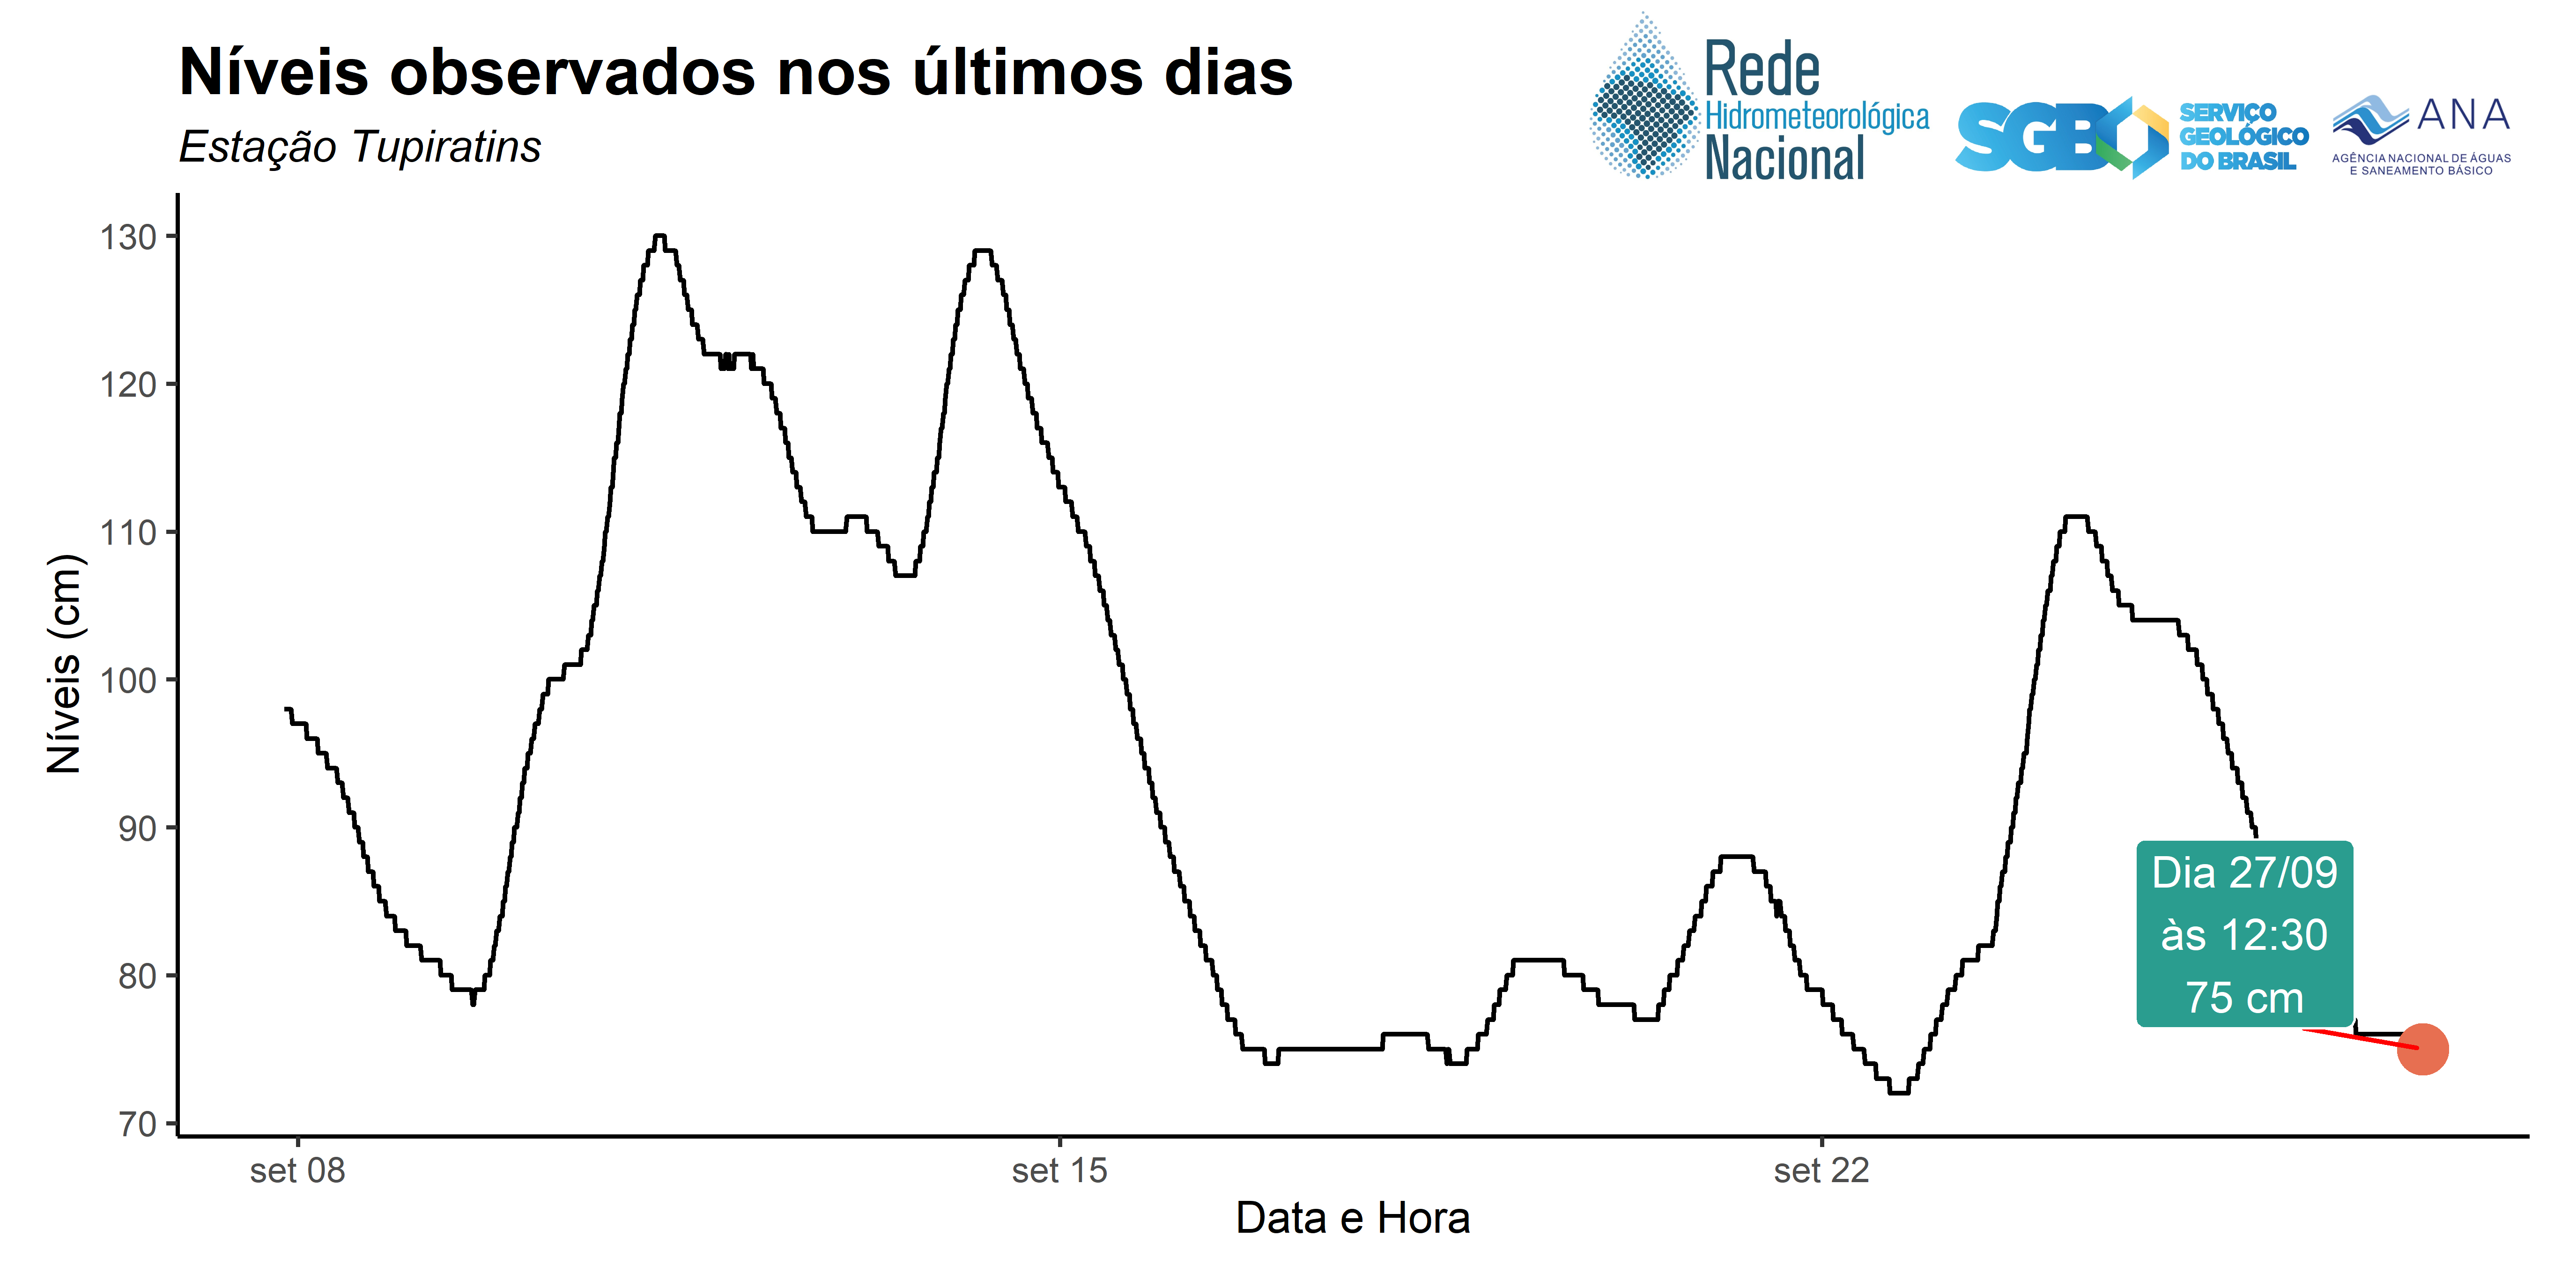 Níveis observados nos últimos dias
Estação Tupiratins
Rede
Hidrometeorológica
Nacional
SGB
SERVIÇO
GEOLÓGICO
DO BRASIL
ANA
AGÊNCIA NACIONAL DE ÁGUAS
E SANEAMENTO BÁSICO
Níveis (cm)
130
120
110
100
90
80
70
Dia 27/09
às 12:30
75 cm
set 08
set 15
set 22
Data e Hora